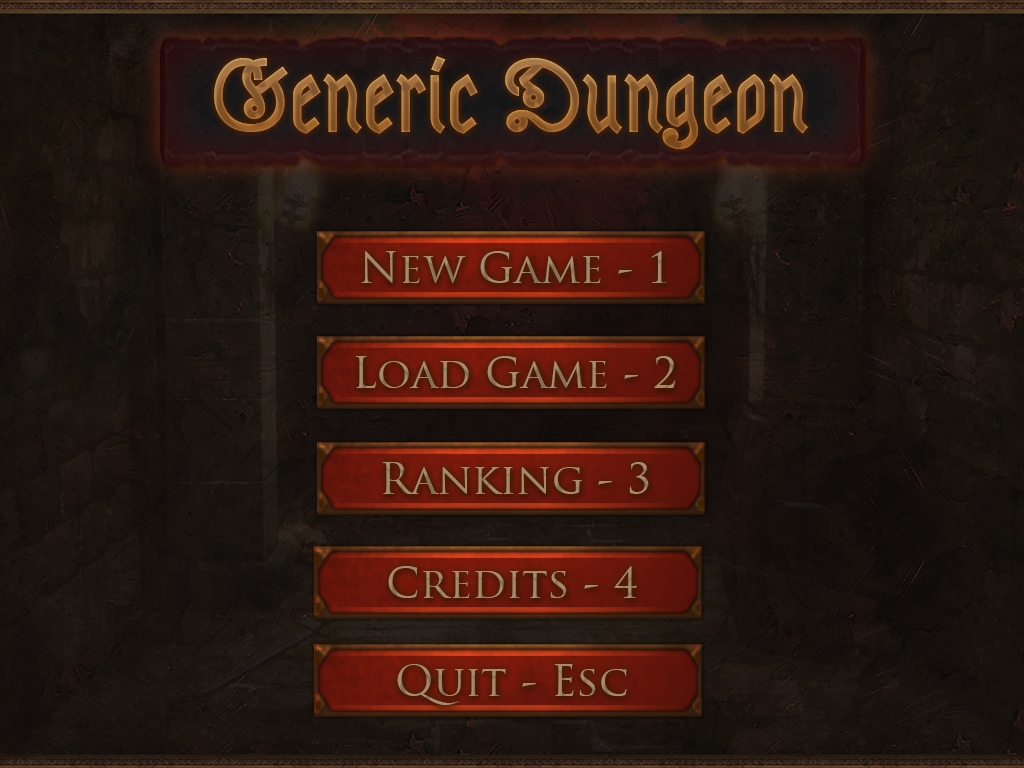 Generic Dungeon
New Game - 1
Load Game - 2
Ranking - 3
Credits - 4
Quit - Esc